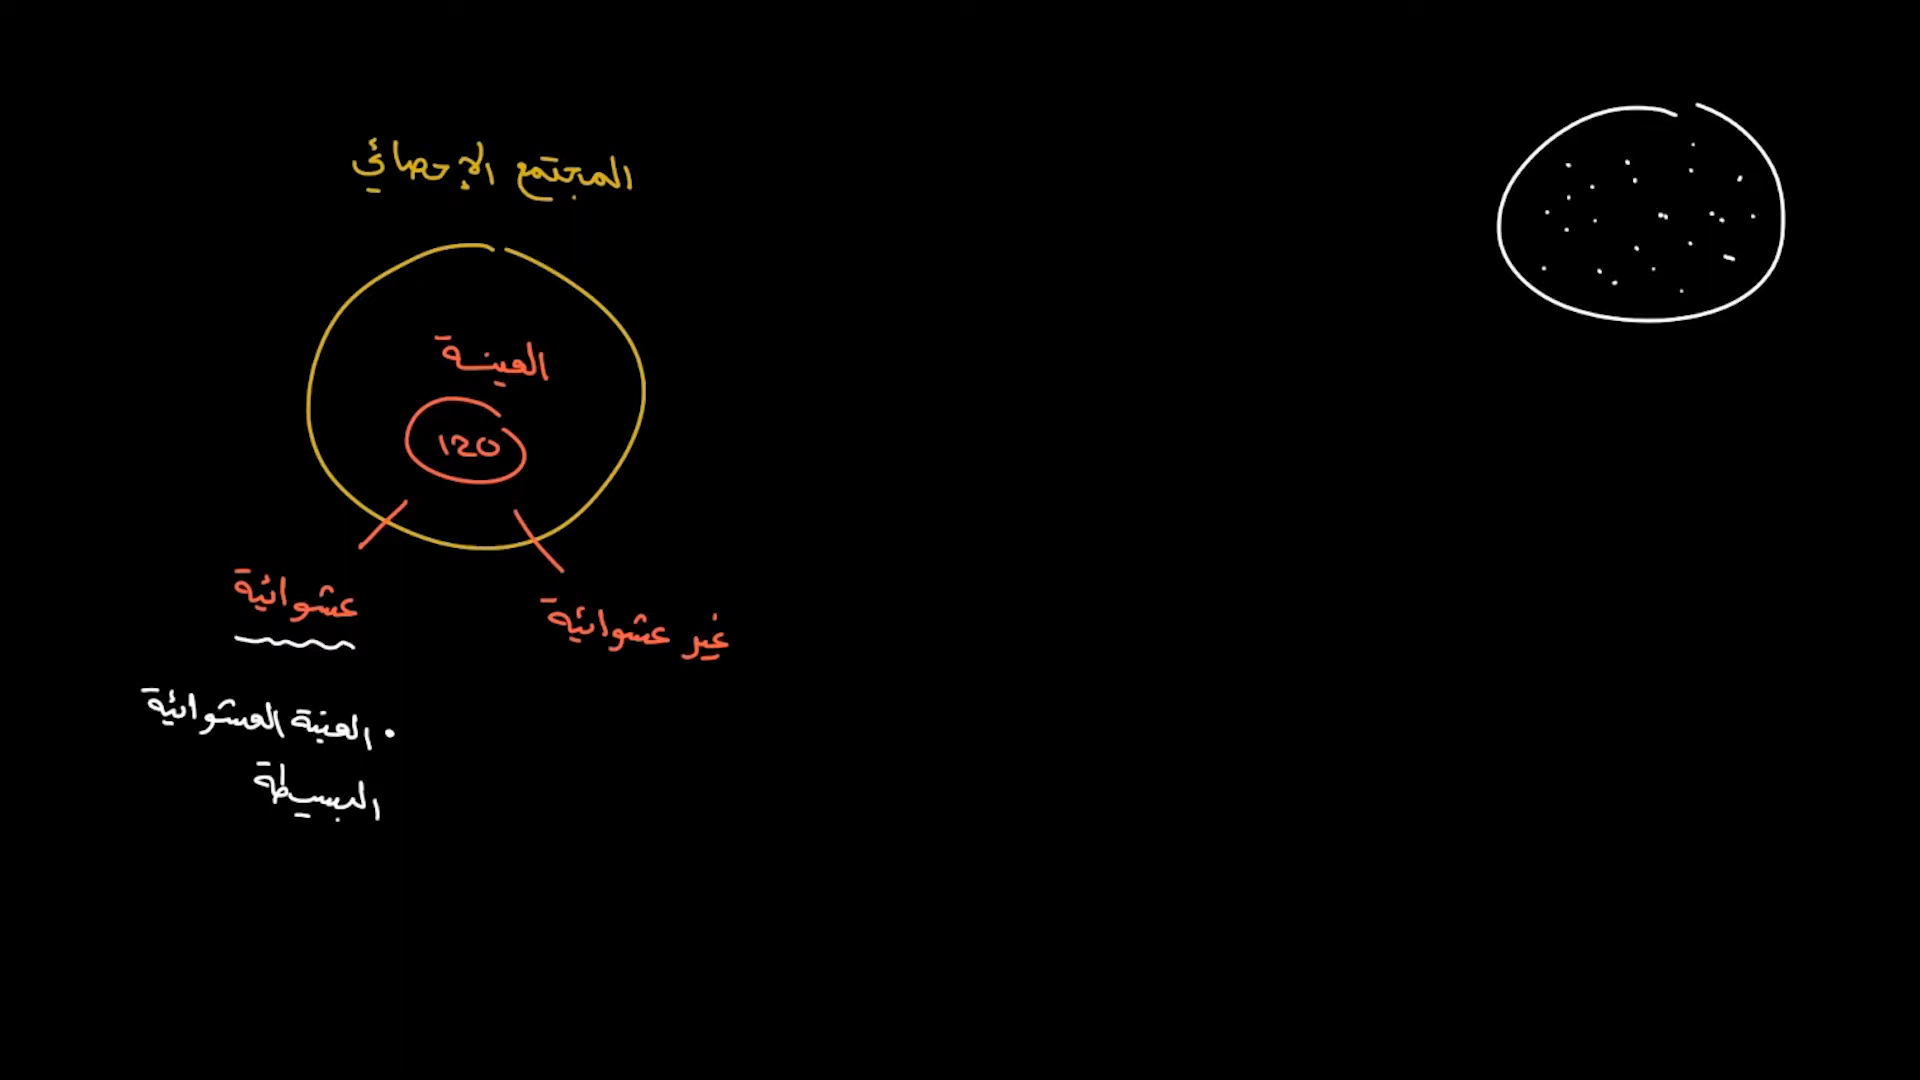 المجتمع الإحصائي
العينة
120
عشوائية
غير عشوائية
• العينة العشوائية
البسيطة